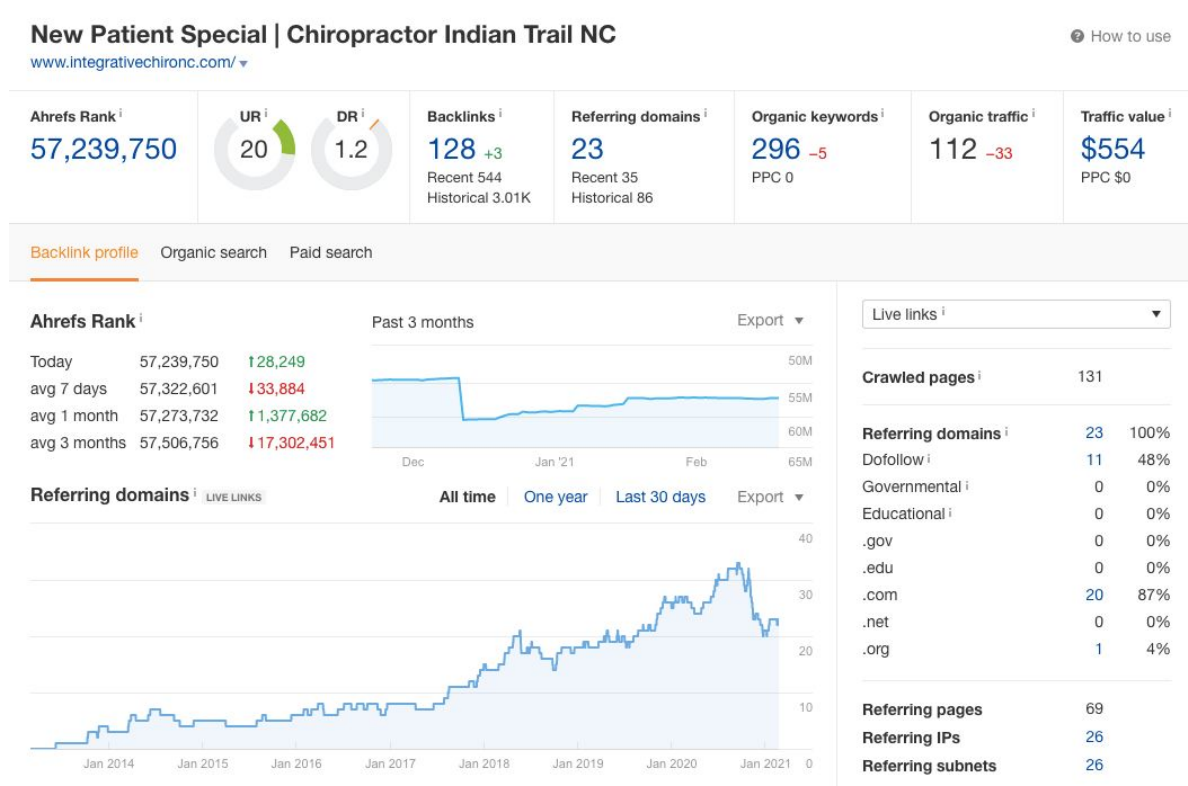 New Patient Special | Chiropractor Indian Trail NC
How to use
www.integrativechironc.com/
Ahrefs Rank i
57,239,750
UR i
20
DR i
1.2
Backlinks i
128 +3
Recent 544
Historical 3.01K
Referring domains i
23
Recent 35
Historical 86
Organic keywords i
296 –5
PPC 0
Organic traffic i
112 –33
Traffic value i
$554
PPC $0
Backlink profile Organic search Paid search
Ahrefs Rank i
Today 57,239,750 ↑28,249
avg 7 days 57,322,601 ↓33,884
avg 1 month 57,273,732 ↑1,377,682
avg 3 months 57,506,756 ↓17,302,451
Past 3 months
Export
50M
55M
60M
65M
Dec Jan '21 Feb
Referring domains i LIVE LINKS
All time One year Last 30 days Export
40
30
20
10
0
Jan 2014 Jan 2015 Jan 2016 Jan 2017 Jan 2018 Jan 2019 Jan 2020 Jan 2021
Live links i
Crawled pages i 131
Referring domains i 23 100%
Dofollow i 11 48%
Governmental i 0 0%
Educational i 0 0%
.gov 0 0%
.edu 0 0%
.com 20 87%
.net 0 0%
.org 1 4%
Referring pages 69
Referring IPs 26
Referring subnets 26